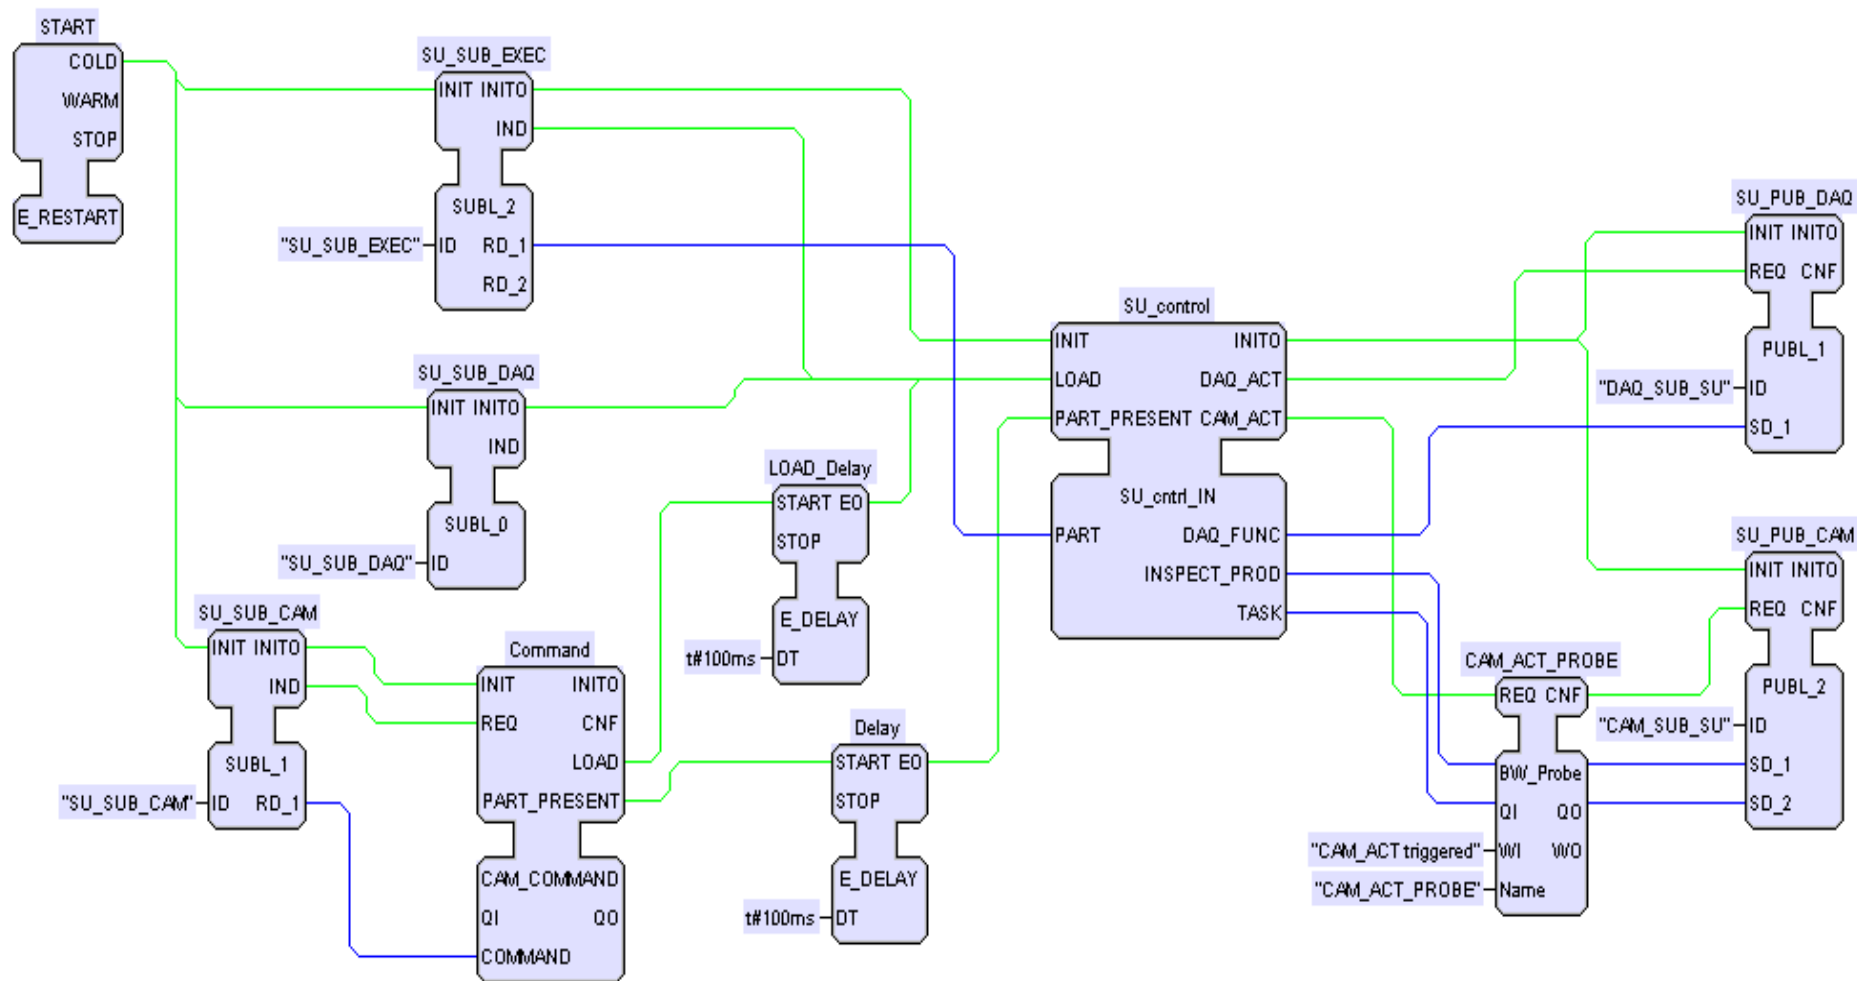 START
COLD
WARM
STOP
E_RESTART
SU_SUB_EXEC
INIT INITO
IND
SUBL_2
"SU_SUB_EXEC" ID RD_1
RD_2
SU_SUB_DAQ
INIT INITO
IND
SUBL_0
"SU_SUB_DAQ" ID
SU_SUB_CAM
INIT INITO
IND
SUBL_1
"SU_SUB_CAM" ID RD_1
Command
INIT INITO
REQ CNF
LOAD
PART_PRESENT
CAM_COMMAND
QI QO
COMMAND
LOAD_Delay
START EO
STOP
E_DELAY
t#100ms DT
Delay
START EO
STOP
E_DELAY
t#100ms DT
SU_control
INIT INITO
LOAD DAQ_ACT
PART_PRESENT CAM_ACT
SU_cntrl_IN
PART DAQ_FUNC
INSPECT_PROD
TASK
CAM_ACT_PROBE
REQ CNF
BW_Probe
QI QO
"CAM_ACT triggered" WI WO
"CAM_ACT_PROBE" Name
SU_PUB_DAQ
INIT INITO
REQ CNF
PUBL_1
"DAQ_SUB_SU" ID
SD_1
SU_PUB_CAM
INIT INITO
REQ CNF
PUBL_2
"CAM_SUB_SU" ID
SD_1
SD_2